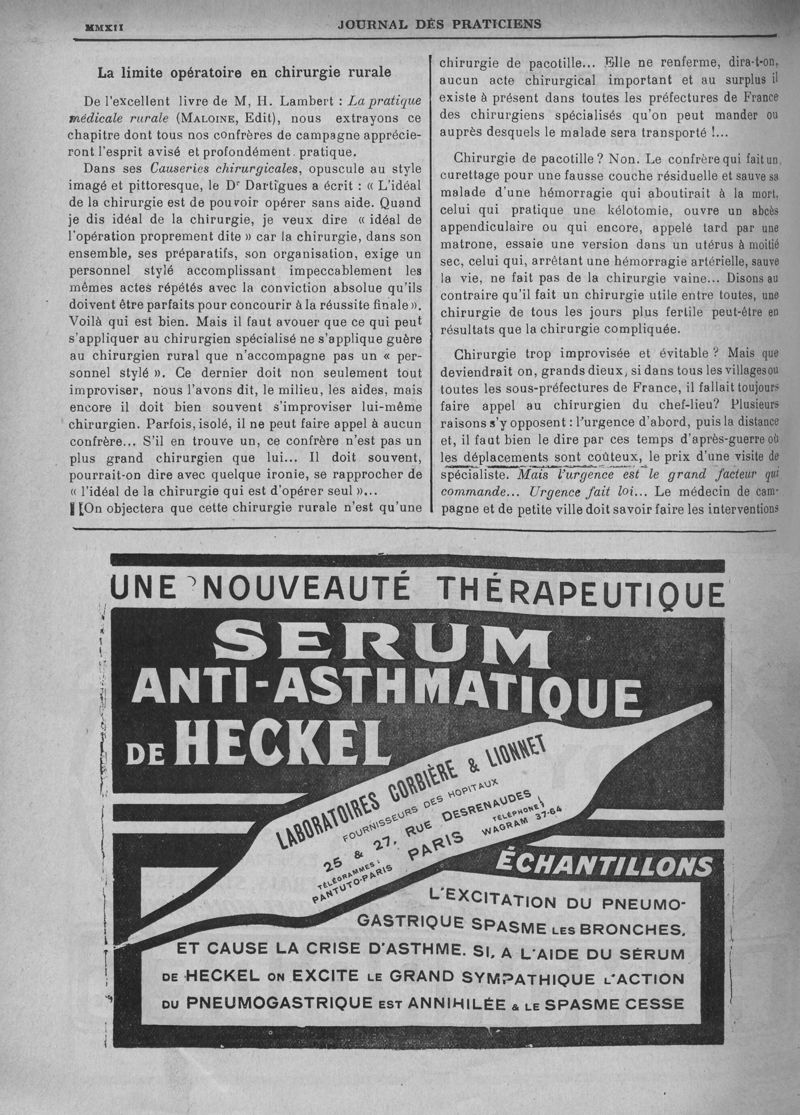 MMXII
JOURNAL DES PRATICIENS
La limite opératoire en chirurgie rurale
De l'excellent livre de M, H. Lambert : La pratique
médicale rurale (MALOINE, Edit), nous extrayons ce
chapitre dont tous nos confrères de campagne apprécie-
ront l'esprit avisé et profondément pratique.
Dans ses Causeries chirurgicales, opuscule au style
imagé et pittoresque, le Dr Dartigues a écrit : « L'idéal
de la chirurgie est de pouvoir opérer sans aide. Quand
je dis idéal de la chirurgie, je veux dire « idéal de
l'opération proprement dite » car la chirurgie, dans son
ensemble, ses préparatifs, son organisation, exige un
personnel stylé accomplissant impeccablement les
mêmes actes répétés avec la conviction absolue qu'ils
doivent être parfaits pour concourir à la réussite finale ».
Voilà qui est bien. Mais il faut avouer que ce qui peut
s'appliquer au chirurgien spécialisé ne s'applique guère
au chirurgien rural que n'accompagne pas un « per-
sonnel stylé ». Ce dernier doit non seulement tout
improviser, nous l'avons dit, le milieu, les aides, mais
encore il doit bien souvent s'improviser lui-même
chirurgien. Parfois, isolé, il ne peut faire appel à aucun
confrère... S'il en trouve un, ce confrère n'est pas un
plus grand chirurgien que lui... Il doit souvent,
pourrait-on dire avec quelque ironie, se rapprocher de
« l'idéal de la chirurgie qui est d'opérer seul »...
[On objectera que cette chirurgie rurale n'est qu'une
chirurgie de pacotille... Elle ne renferme, dira-t-on,
aucun acte chirurgical important et au surplus il
existe à présent dans toutes les préfectures de France
des chirurgiens spécialisés qu'on peut mander ou
auprès desquels le malade sera transporté !...
Chirurgie de pacotille ? Non. Le confrère qui fait un
curettage pour une fausse couche résiduelle et sauve sa
malade d'une hémorragie qui aboutirait à la mort,
celui qui pratique une kélotomie, ouvre un abcès
appendiculaire ou qui encore, appelé tard par une
matrone, essaie une version dans un utérus à moitié
sec, celui qui, arrêtant une hémorragie artérielle, sauve
la vie, ne fait pas de la chirurgie vaine... Disons au
contraire qu'il fait un chirurgie utile entre toutes, une
chirurgie de tous les jours plus fertile peut-être en
résultats que la chirurgie compliquée.
Chirurgie trop improvisée et évitable ? Mais que
deviendrait on, grands dieux, si dans tous les villages ou
toutes les sous-préfectures de France, il fallait toujours
faire appel au chirurgien du chef-lieu? Plusieurs
raisons s'y opposent : l'urgence d'abord, puis la distance
et, il faut bien le dire par ces temps d'après-guerre où
les déplacements sont coûteux, le prix d'une visite de
spécialiste. Mais l'urgence est le grand facteur qui
commande... Urgence fait loi... Le médecin de cam-
pagne et de petite ville doit savoir faire les interventions
UNE NOUVEAUTÉ THÉRAPEUTIQUE
SERUM
ANTI-ASTHMATIQUE
DE HECKEL
LABORATOIRES CORBIÈRE & LIONNET
FOURNISSEURS DES HOPITAUX
25 & 27, RUE DESRENAUDES
TÉLÉGRAMMES:
PANTUTO-PARIS
PARIS
TÉLÉPHONE
WAGRAM 37-64
ÉCHANTILLONS
L'EXCITATION DU PNEUMO-
GASTRIQUE SPASME LES BRONCHES,
ET CAUSE LA CRISE D'ASTHME. SI, A L'AIDE DU SÉRUM
DE HECKEL ON EXCITE LE GRAND SYMPATHIQUE L'ACTION
DU PNEUMOGASTRIQUE EST ANNIHILÉE & LE SPASME CESSE